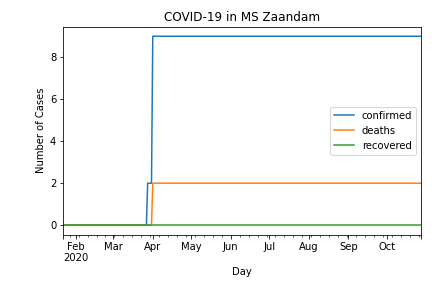 COVID-19 in MS Zaandam
Number of Cases
8
6
4
2
0
confirmed
deaths
recovered
Feb Mar Apr May Jun Jul Aug Sep Oct
2020
Day